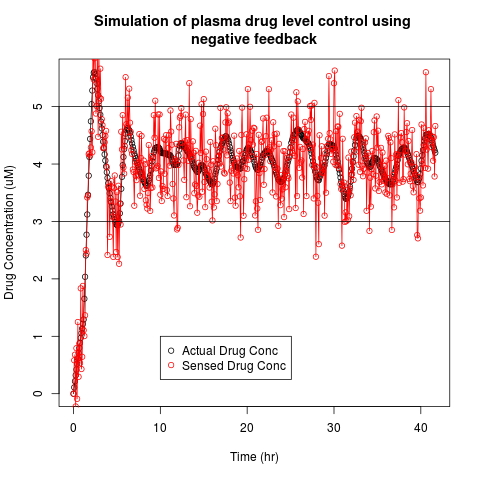 Simulation of plasma drug level control using
negative feedback
Drug Concentration (uM)
5
4
3
2
1
0
Actual Drug Conc
Sensed Drug Conc
0
10
20
30
40
Time (hr)